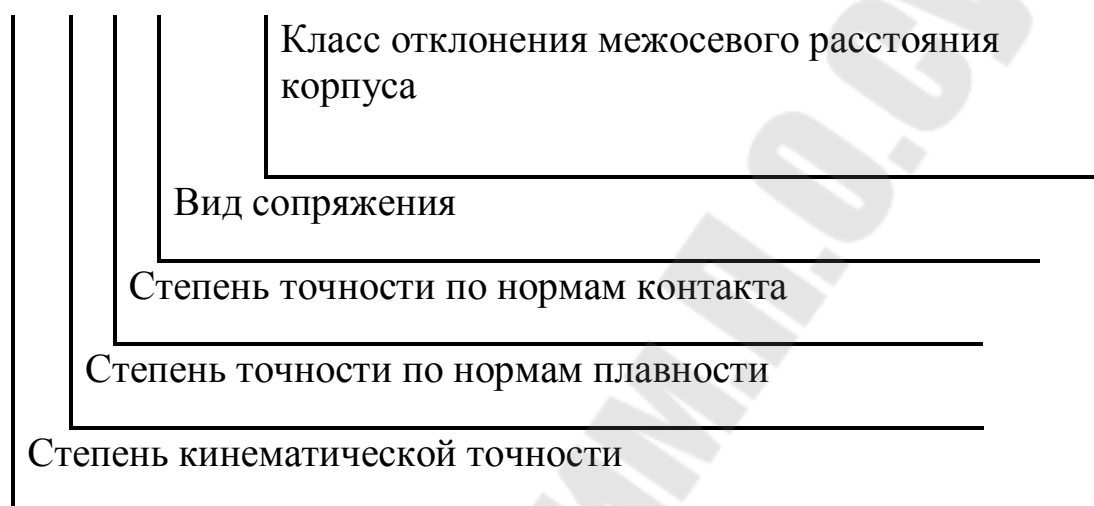 Класс отклонения межосевого расстояния
корпуса
Вид сопряжения
Степень точности по нормам контакта
Степень точности по нормам плавности
Степень кинематической точности